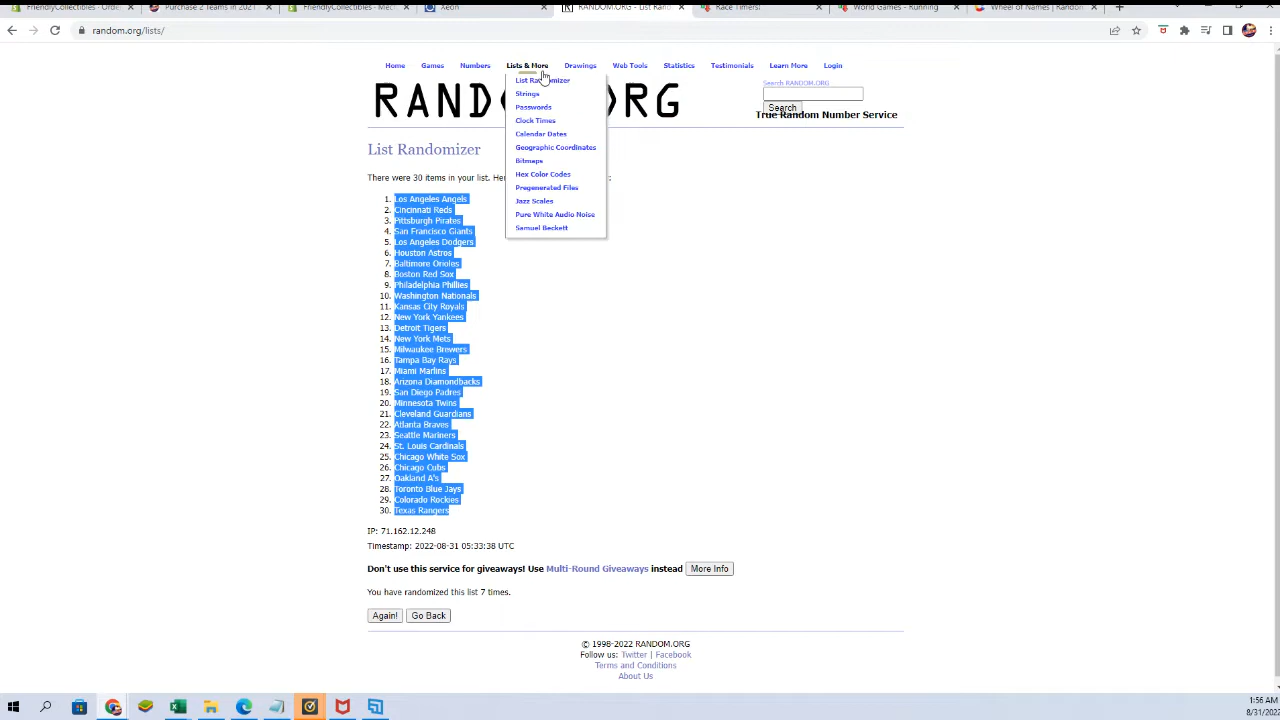 FriendlyCollectibles - Orde
Purchase 2 Teams in 2021
FriendlyCollectibles - Mech
Xeon
RANDOM.ORG - List Rand
Race Timers!
World Games - Running
Wheel of Names | Random
random.org/lists/
Home Games Numbers Lists & More Drawings Web Tools Statistics Testimonials Learn More Login
List Randomizer
Strings
Passwords
Clock Times
Calendar Dates
Geographic Coordinates
Bitmaps
Hex Color Codes
Pregenerated Files
Jazz Scales
Pure White Audio Noise
Samuel Beckett
Search RANDOM.ORG
Search
True Random Number Service
List Randomizer
There were 30 items in your list. He
1. Los Angeles Angels
2. Cincinnati Reds
3. Pittsburgh Pirates
4. San Francisco Giants
5. Los Angeles Dodgers
6. Houston Astros
7. Baltimore Orioles
8. Boston Red Sox
9. Philadelphia Phillies
10. Washington Nationals
11. Kansas City Royals
12. New York Yankees
13. Detroit Tigers
14. New York Mets
15. Milwaukee Brewers
16. Tampa Bay Rays
17. Miami Marlins
18. Arizona Diamondbacks
19. San Diego Padres
20. Minnesota Twins
21. Cleveland Guardians
22. Atlanta Braves
23. Seattle Mariners
24. St. Louis Cardinals
25. Chicago White Sox
26. Chicago Cubs
27. Oakland A's
28. Toronto Blue Jays
29. Colorado Rockies
30. Texas Rangers
IP: 71.162.12.248
Timestamp: 2022-08-31 05:33:38 UTC
Don't use this service for giveaways! Use Multi-Round Giveaways instead More Info
You have randomized this list 7 times.
Again! Go Back
© 1998-2022 RANDOM.ORG
Follow us: Twitter | Facebook
Terms and Conditions
About Us
1:56 AM
8/31/2022